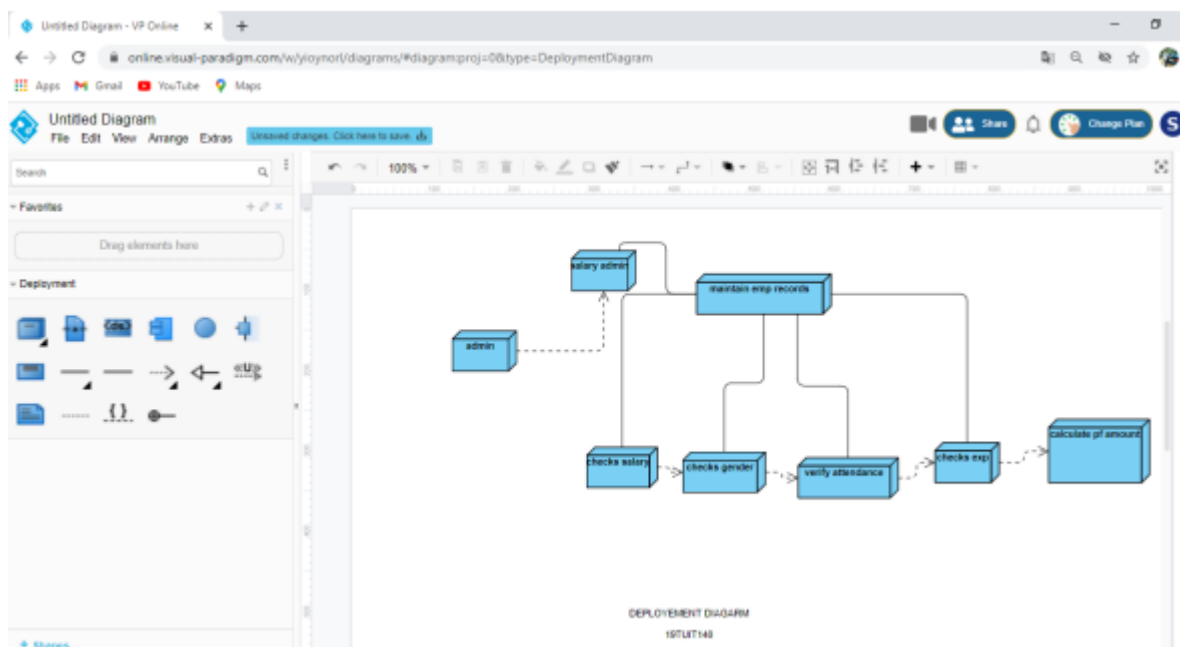 Untitled Diagram - VP Online
online.visual-paradigm.com/w/yioynorl/diagrams/#diagram:proj=0&type=DeploymentDiagram
Apps Gmail YouTube Maps
Untitled Diagram
File Edit View Arrange Extras Unsaved changes. Click here to save. Share Change Plan S
Search 100%
Favorites
Drag elements here
Deployment
salary admin
maintain emp records
admin
calculate pf amount
checks salary
checks gender
checks exp
verify attendance
DEPLOYEMENT DIAGARM
19TUIT140
Shapes